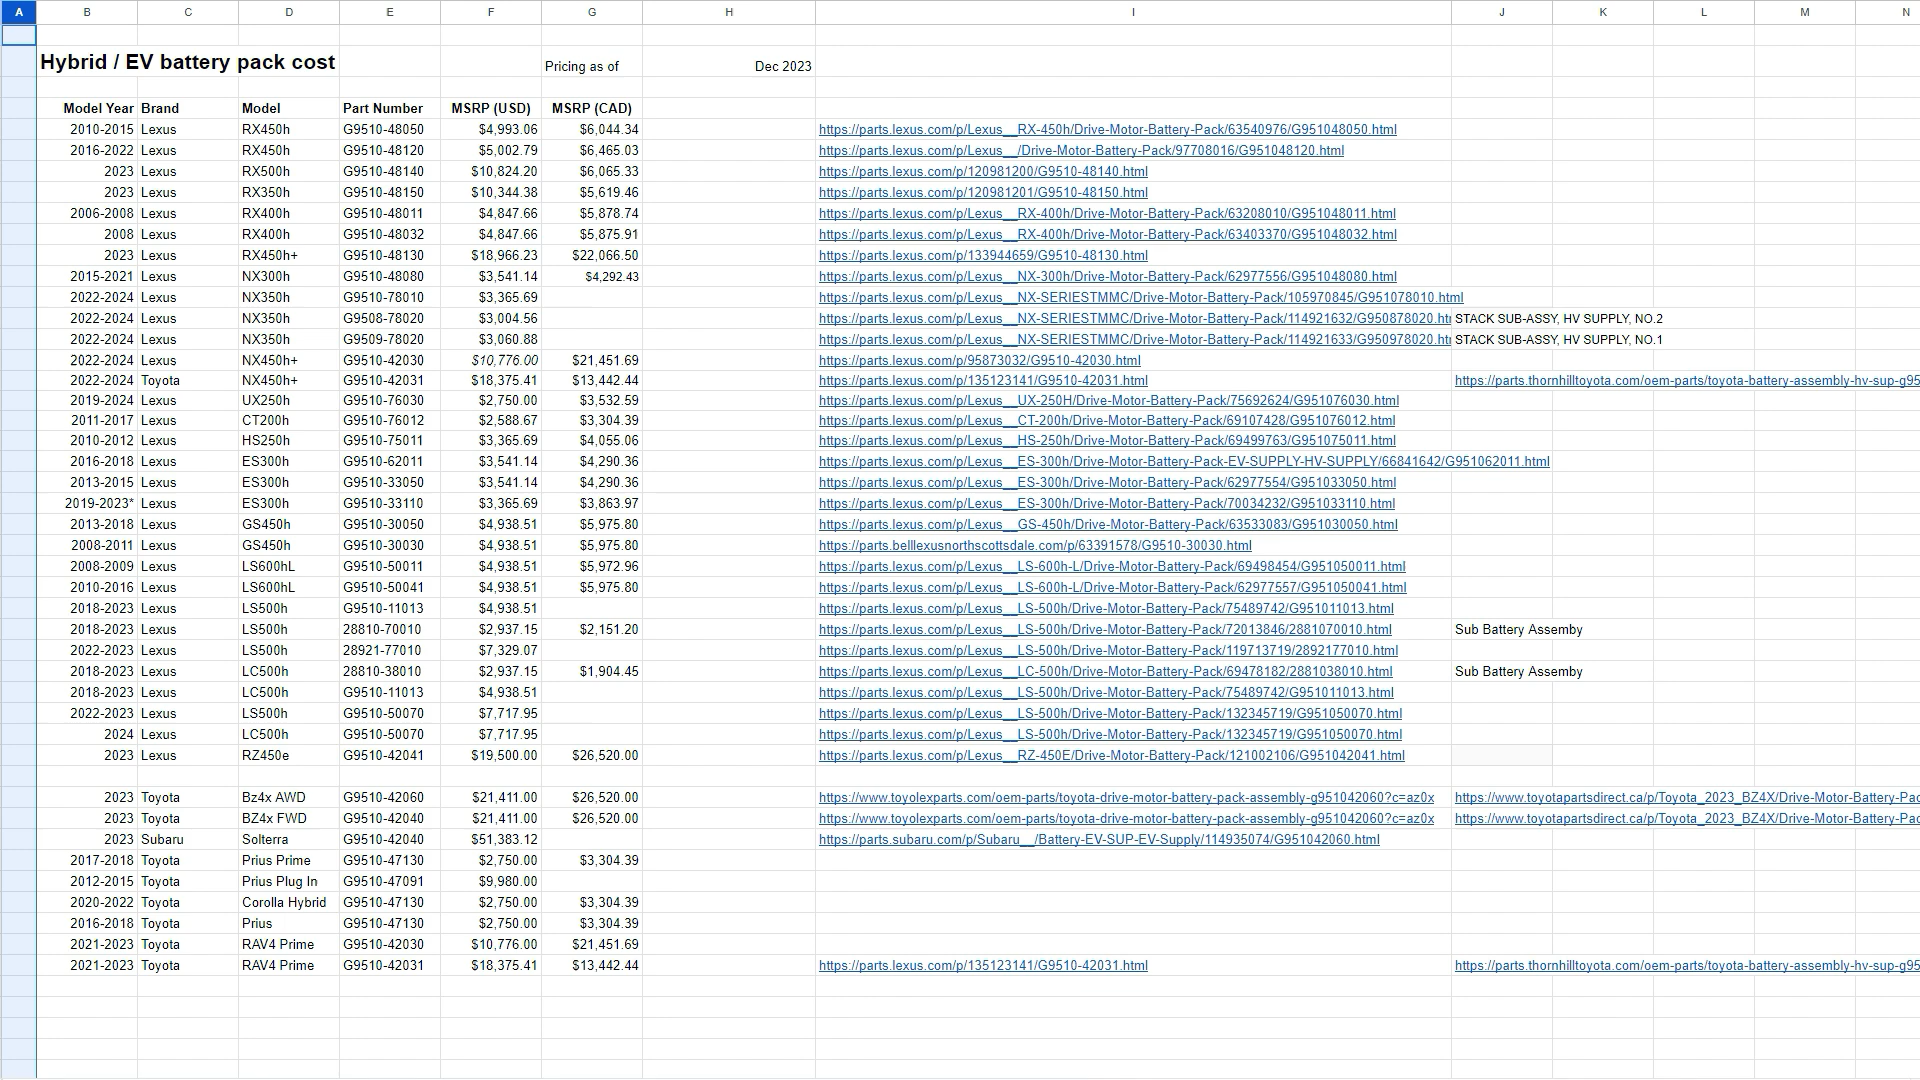 A B C D E F G H I J K L M N
Hybrid / EV battery pack cost Pricing as of Dec 2023
Model Year Brand Model Part Number MSRP (USD) MSRP (CAD)
2010-2015 Lexus RX450h G9510-48050 $4,993.06 $6,044.34 https://parts.lexus.com/p/Lexus__RX-450h/Drive-Motor-Battery-Pack/63540976/G951048050.html
2016-2022 Lexus RX450h G9510-48120 $5,002.79 $6,465.03 https://parts.lexus.com/p/Lexus__/Drive-Motor-Battery-Pack/97708016/G951048120.html
2023 Lexus RX500h G9510-48140 $10,824.20 $6,065.33 https://parts.lexus.com/p/120981200/G9510-48140.html
2023 Lexus RX350h G9510-48150 $10,344.38 $5,619.46 https://parts.lexus.com/p/120981201/G9510-48150.html
2006-2008 Lexus RX400h G9510-48011 $4,847.66 $5,878.74 https://parts.lexus.com/p/Lexus__RX-400h/Drive-Motor-Battery-Pack/63208010/G951048011.html
2008 Lexus RX400h G9510-48032 $4,847.66 $5,875.91 https://parts.lexus.com/p/Lexus__RX-400h/Drive-Motor-Battery-Pack/63403370/G951048032.html
2023 Lexus RX450h+ G9510-48130 $18,966.23 $22,066.50 https://parts.lexus.com/p/133944659/G9510-48130.html
2015-2021 Lexus NX300h G9510-48080 $3,541.14 $4,292.43 https://parts.lexus.com/p/Lexus__NX-300h/Drive-Motor-Battery-Pack/62977556/G951048080.html
2022-2024 Lexus NX350h G9510-78010 $3,365.69 https://parts.lexus.com/p/Lexus__NX-SERIESTMMC/Drive-Motor-Battery-Pack/105970845/G951078010.html
2022-2024 Lexus NX350h G9508-78020 $3,004.56 https://parts.lexus.com/p/Lexus__NX-SERIESTMMC/Drive-Motor-Battery-Pack/114921632/G950878020.htr STACK SUB-ASSY, HV SUPPLY, NO.2
2022-2024 Lexus NX350h G9509-78020 $3,060.88 https://parts.lexus.com/p/Lexus__NX-SERIESTMMC/Drive-Motor-Battery-Pack/114921633/G950978020.htr STACK SUB-ASSY, HV SUPPLY, NO.1
2022-2024 Lexus NX450h+ G9510-42030 $10,776.00 $21,451.69 https://parts.lexus.com/p/95873032/G9510-42030.html
2022-2024 Toyota NX450h+ G9510-42031 $18,375.41 $13,442.44 https://parts.lexus.com/p/135123141/G9510-42031.html https://parts.thornhilltoyota.com/oem-parts/toyota-battery-assembly-hv-sup-g95
2019-2024 Lexus UX250h G9510-76030 $2,750.00 $3,532.59 https://parts.lexus.com/p/Lexus__UX-250H/Drive-Motor-Battery-Pack/75692624/G951076030.html
2011-2017 Lexus CT200h G9510-76012 $2,588.67 $3,304.39 https://parts.lexus.com/p/Lexus__CT-200h/Drive-Motor-Battery-Pack/69107428/G951076012.html
2010-2012 Lexus HS250h G9510-75011 $3,365.69 $4,055.06 https://parts.lexus.com/p/Lexus__HS-250h/Drive-Motor-Battery-Pack/69499763/G951075011.html
2016-2018 Lexus ES300h G9510-62011 $3,541.14 $4,290.36 https://parts.lexus.com/p/Lexus__ES-300h/Drive-Motor-Battery-Pack-EV-SUPPLY-HV-SUPPLY/66841642/G951062011.html
2013-2015 Lexus ES300h G9510-33050 $3,541.14 $4,290.36 https://parts.lexus.com/p/Lexus__ES-300h/Drive-Motor-Battery-Pack/62977554/G951033050.html
2019-2023* Lexus ES300h G9510-33110 $3,365.69 $3,863.97 https://parts.lexus.com/p/Lexus__ES-300h/Drive-Motor-Battery-Pack/70034232/G951033110.html
2013-2018 Lexus GS450h G9510-30050 $4,938.51 $5,975.80 https://parts.lexus.com/p/Lexus__GS-450h/Drive-Motor-Battery-Pack/63533083/G951030050.html
2008-2011 Lexus GS450h G9510-30030 $4,938.51 $5,975.80 https://parts.belllexusnorthscottsdale.com/p/63391578/G9510-30030.html
2008-2009 Lexus LS600hL G9510-50011 $4,938.51 $5,972.96 https://parts.lexus.com/p/Lexus__LS-600h-L/Drive-Motor-Battery-Pack/69498454/G951050011.html
2010-2016 Lexus LS600hL G9510-50041 $4,938.51 $5,975.80 https://parts.lexus.com/p/Lexus__LS-600h-L/Drive-Motor-Battery-Pack/62977557/G951050041.html
2018-2023 Lexus LS500h G9510-11013 $4,938.51 https://parts.lexus.com/p/Lexus__LS-500h/Drive-Motor-Battery-Pack/75489742/G951011013.html
2018-2023 Lexus LS500h 28810-70010 $2,937.15 $2,151.20 https://parts.lexus.com/p/Lexus__LS-500h/Drive-Motor-Battery-Pack/72013846/2881070010.html Sub Battery Assemby
2022-2023 Lexus LS500h 28921-77010 $7,329.07 https://parts.lexus.com/p/Lexus__LS-500h/Drive-Motor-Battery-Pack/119713719/2892177010.html
2018-2023 Lexus LC500h 28810-38010 $2,937.15 $1,904.45 https://parts.lexus.com/p/Lexus__LC-500h/Drive-Motor-Battery-Pack/69478182/2881038010.html Sub Battery Assemby
2018-2023 Lexus LC500h G9510-11013 $4,938.51 https://parts.lexus.com/p/Lexus__LS-500h/Drive-Motor-Battery-Pack/75489742/G951011013.html
2022-2023 Lexus LS500h G9510-50070 $7,717.95 https://parts.lexus.com/p/Lexus__LS-500h/Drive-Motor-Battery-Pack/132345719/G951050070.html
2024 Lexus LC500h G9510-50070 $7,717.95 https://parts.lexus.com/p/Lexus__LS-500h/Drive-Motor-Battery-Pack/132345719/G951050070.html
2023 Lexus RZ450e G9510-42041 $19,500.00 $26,520.00 https://parts.lexus.com/p/Lexus__RZ-450E/Drive-Motor-Battery-Pack/121002106/G951042041.html
2023 Toyota Bz4x AWD G9510-42060 $21,411.00 $26,520.00 https://www.toyolexparts.com/oem-parts/toyota-drive-motor-battery-pack-assembly-g951042060?c=az0x https://www.toyotapartsdirect.ca/p/Toyota_2023_BZ4X/Drive-Motor-Battery-Pac
2023 Toyota BZ4x FWD G9510-42040 $21,411.00 $26,520.00 https://www.toyolexparts.com/oem-parts/toyota-drive-motor-battery-pack-assembly-g951042060?c=az0x https://www.toyotapartsdirect.ca/p/Toyota_2023_BZ4X/Drive-Motor-Battery-Pac
2023 Subaru Solterra G9510-42040 $51,383.12 https://parts.subaru.com/p/Subaru__/Battery-EV-SUP-EV-Supply/114935074/G951042060.html
2017-2018 Toyota Prius Prime G9510-47130 $2,750.00 $3,304.39
2012-2015 Toyota Prius Plug In G9510-47091 $9,980.00
2020-2022 Toyota Corolla Hybrid G9510-47130 $2,750.00 $3,304.39
2016-2018 Toyota Prius G9510-47130 $2,750.00 $3,304.39
2021-2023 Toyota RAV4 Prime G9510-42030 $10,776.00 $21,451.69
2021-2023 Toyota RAV4 Prime G9510-42031 $18,375.41 $13,442.44 https://parts.lexus.com/p/135123141/G9510-42031.html https://parts.thornhilltoyota.com/oem-parts/toyota-battery-assembly-hv-sup-g95